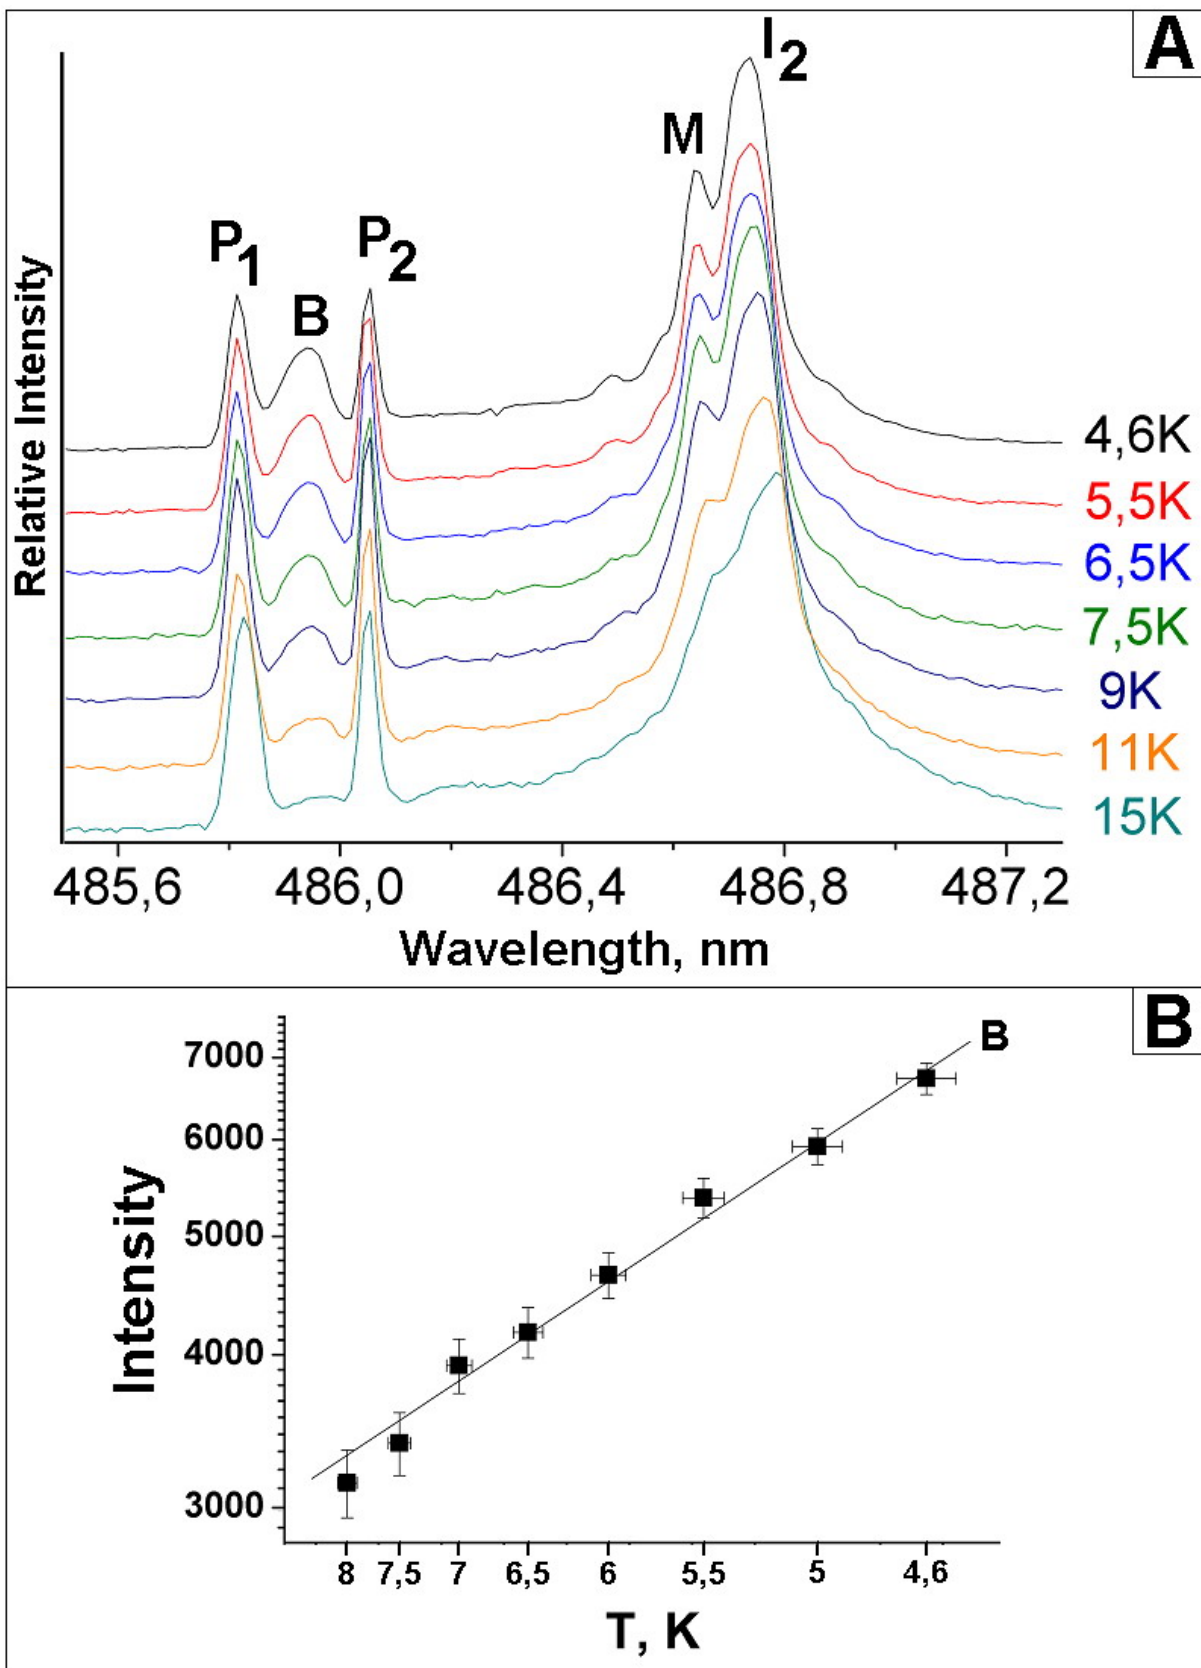 A
I2
M
P1
P2
B
Relative Intensity
4,6K
5,5K
6,5K
7,5K
9K
11K
15K
485,6 486,0 486,4 486,8 487,2
Wavelength, nm
B
B
7000
6000
5000
4000
3000
Intensity
8 7,5 7 6,5 6 5,5 5 4,6
T, K